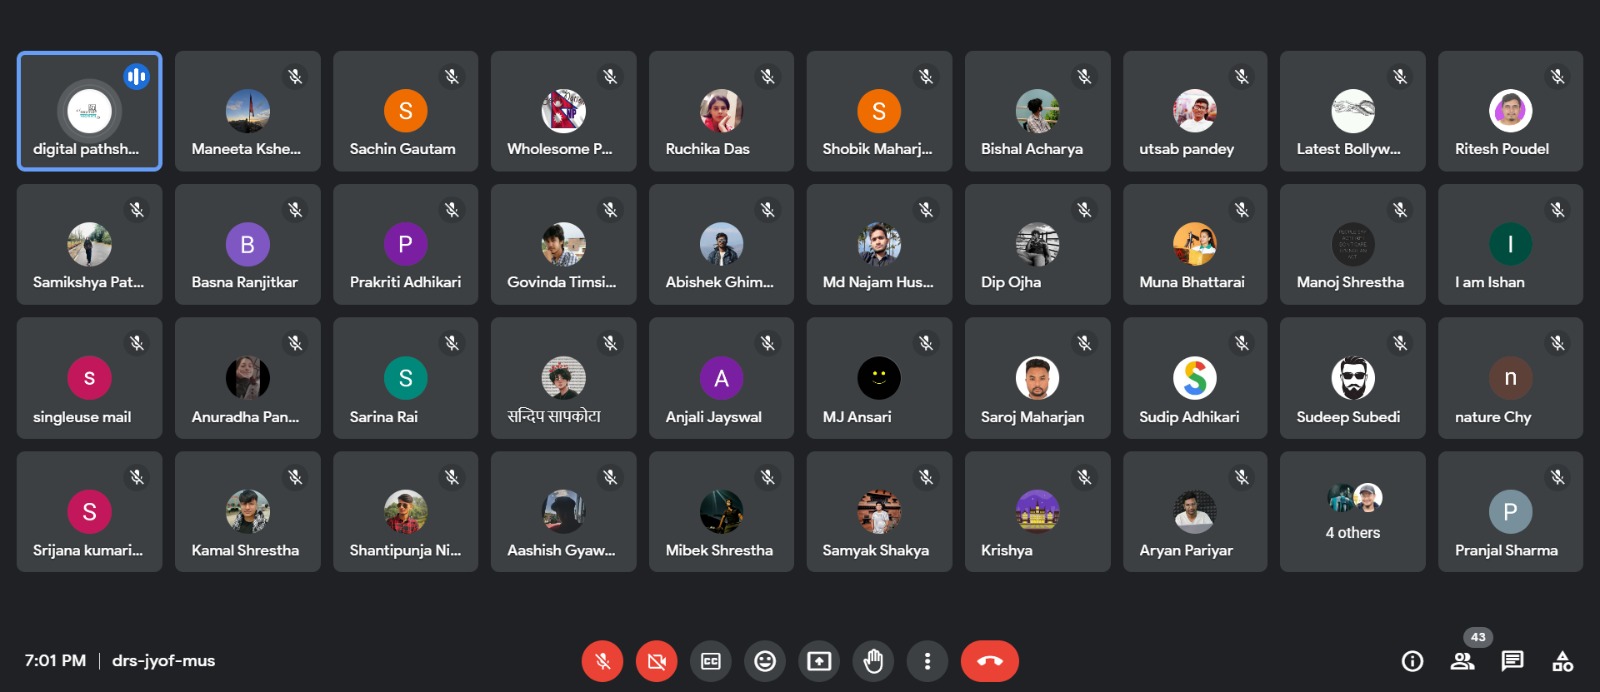 digital pathsh...
Maneeta Kshe...
S
Sachin Gautam
Wholesome P...
Ruchika Das
S
Shobik Maharj...
Bishal Acharya
utsab pandey
Latest Bollyw...
Ritesh Poudel
Samikshya Pat...
B
Basna Ranjitkar
P
Prakriti Adhikari
Govinda Timsi...
Abishek Ghim...
Md Najam Hus...
Dip Ojha
Muna Bhattarai
Manoj Shrestha
I
I am Ishan
s
singleuse mail
Anuradha Pan...
S
Sarina Rai
सन्दिप सापकोटा
A
Anjali Jayswal
MJ Ansari
Saroj Maharjan
S
Sudip Adhikari
Sudeep Subedi
n
nature Chy
S
Srijana kumari...
Kamal Shrestha
Shantipunja Ni...
Aashish Gyaw...
Mibek Shrestha
Samyak Shakya
Krishya
Aryan Pariyar
4 others
P
Pranjal Sharma
7:01 PM | drs-jyof-mus
CC
43